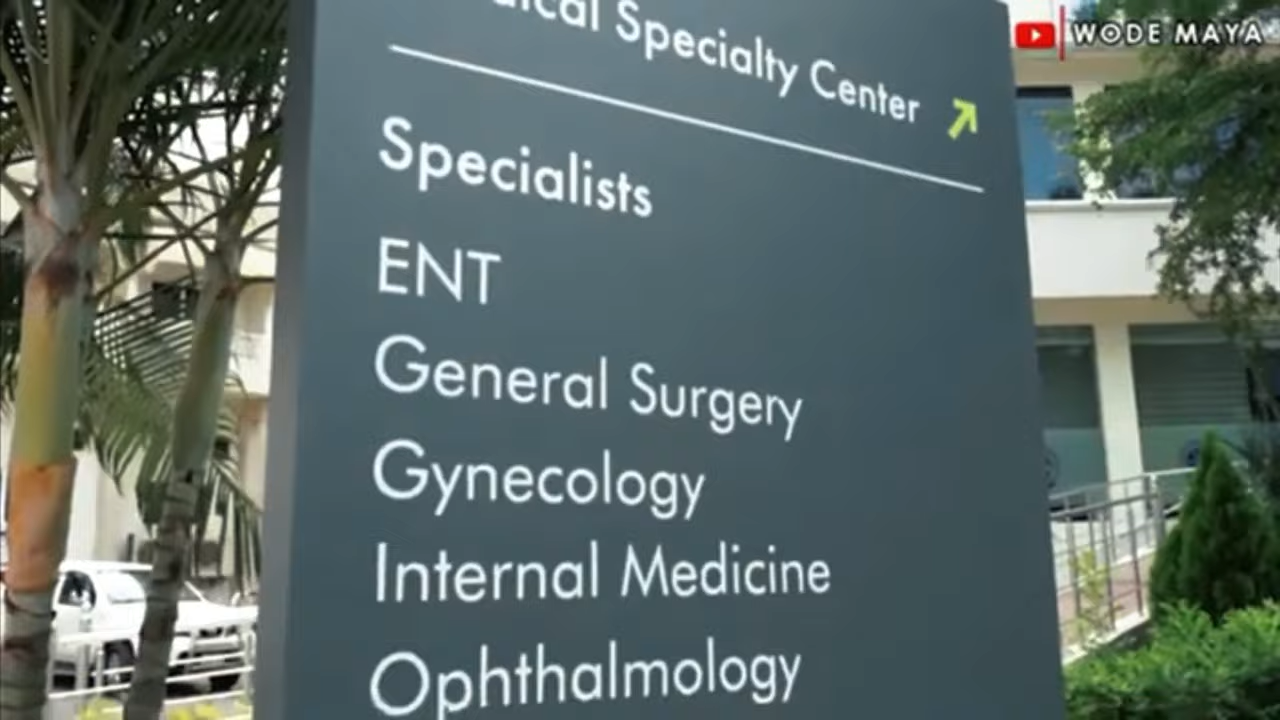 WODE MAYA
Specialty Center
Specialists
ENT
General Surgery
Gynecology
Internal Medicine
Ophthalmology